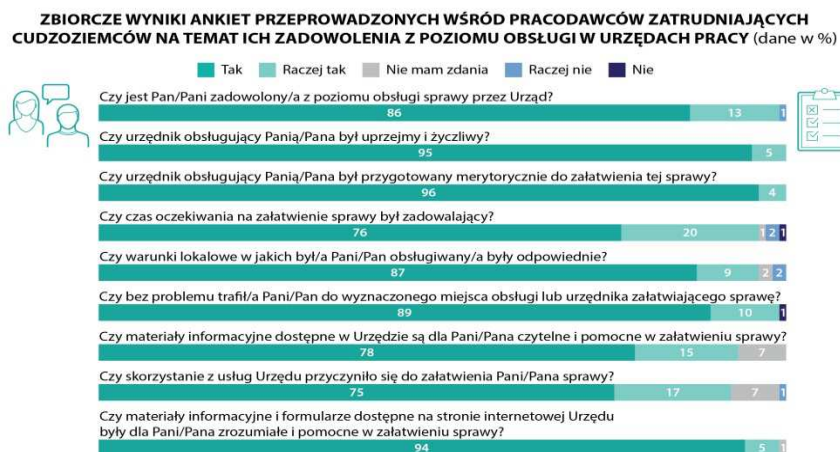 ZBIORCZE WYNIKI ANKIET PRZEPROWADZONYCH WŚRÓD PRACODAWCÓW ZATRUDNIAJĄCYCH
CUDZOZIEMCÓW NA TEMAT ICH ZADOWOLENIA Z POZIOMU OBSŁUGI W URZĘDACH PRACY (dane w %)
Tak Raczej tak Nie mam zdania Raczej nie Nie
Czy jest Pan/Pani zadowolony/a z poziomu obsługi sprawy przez Urząd?
86 13 1
Czy urzędnik obsługujący Panią/Pana był uprzejmy i życzliwy?
95 5
Czy urzędnik obsługujący Panią/Pana był przygotowany merytorycznie do załatwienia tej sprawy?
96 4
Czy czas oczekiwania na załatwienie sprawy był zadowalający?
76 20 1 2 1
Czy warunki lokalowe w jakich był/a Pani/Pan obsługiwany/a były odpowiednie?
87 9 2 2
Czy bez problemu trafił/a Pani/Pan do wyznaczonego miejsca obsługi lub urzędnika załatwiającego sprawę?
89 10 1
Czy materiały informacyjne dostępne w Urzędzie są dla Pani/Pana czytelne i pomocne w załatwieniu sprawy?
78 15 7
Czy skorzystanie z usług Urzędu przyczyniło się do załatwienia Pani/Pana sprawy?
75 17 7 1
Czy materiały informacyjne i formularze dostępne na stronie internetowej Urzędu
były dla Pani/Pana zrozumiałe i pomocne w załatwieniu sprawy?
94 5 1